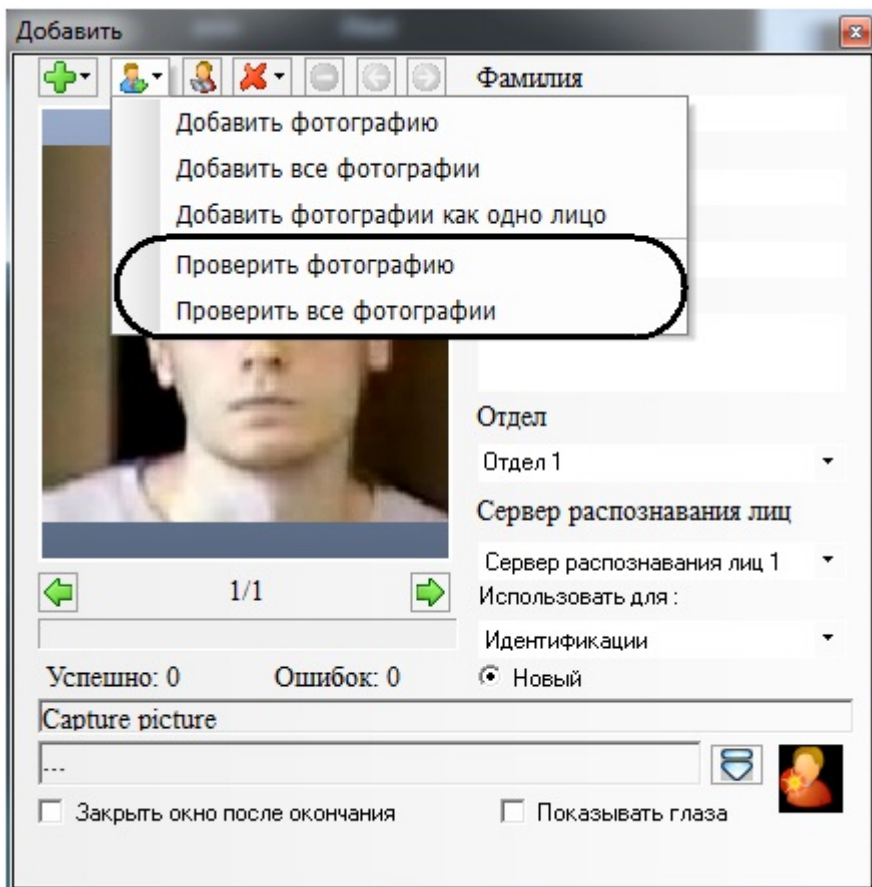 Добавить
Фамилия
Добавить фотографию
Добавить все фотографии
Добавить фотографии как одно лицо
Проверить фотографию
Проверить все фотографии
Отдел
Отдел 1
Сервер распознавания лиц
Сервер распознавания лиц 1
1/1
Использовать для :
Идентификации
Успешно: 0 Ошибок: 0
Новый
Capture picture
---
Закрыть окно после окончания
Показывать глаза